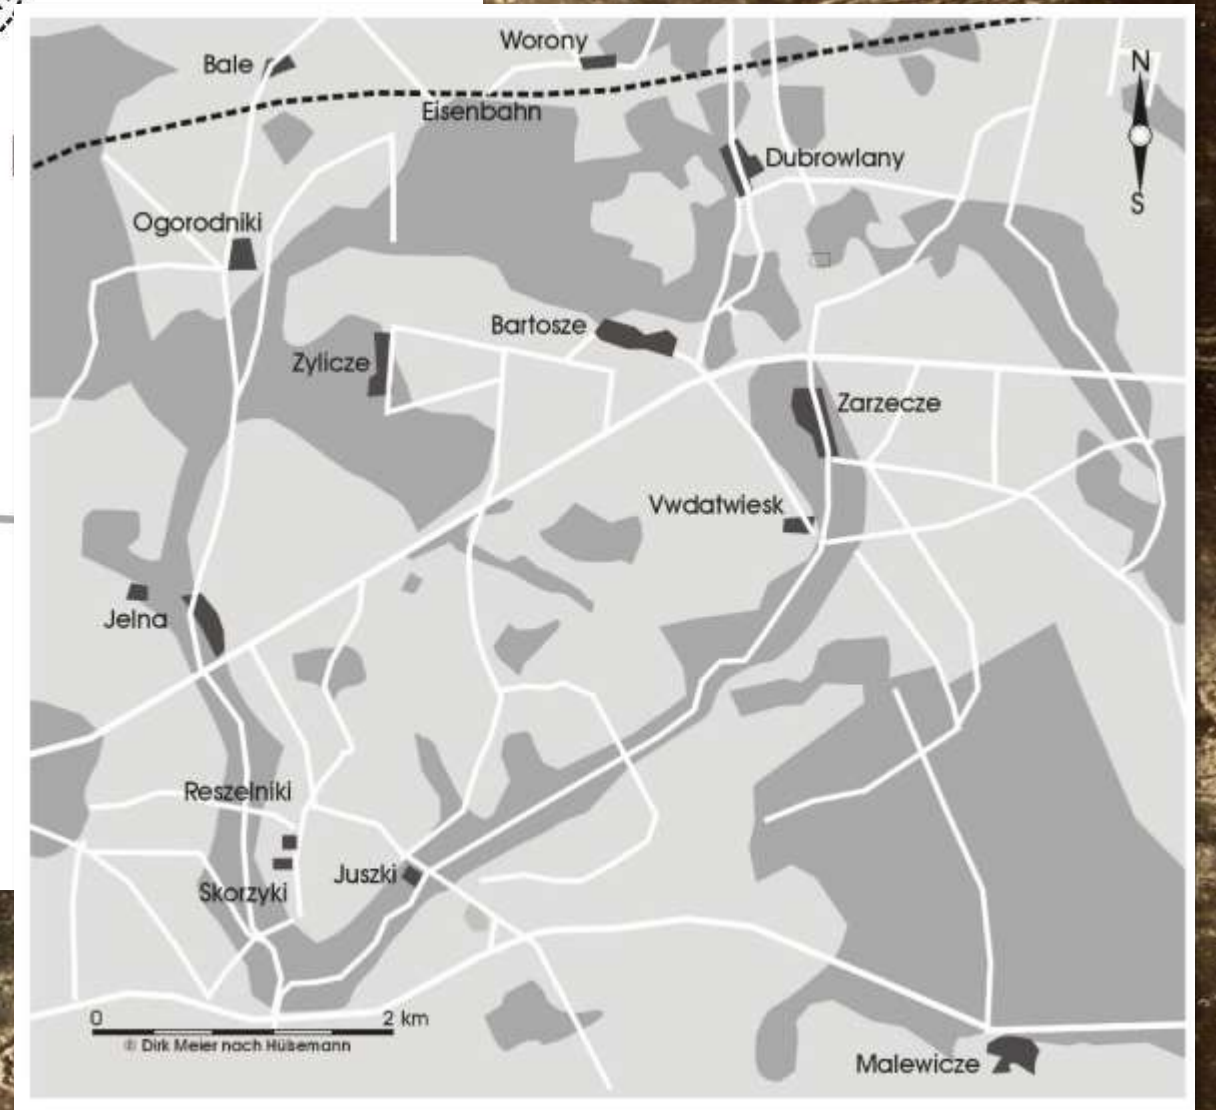 Worony
Bale
N
Eisenbahn
Dubrowlany
S
Ogorodniki
Bartosze
Zylicze
Zarzecze
Vwdatwiesk
Jelna
Reszelniki
Juszki
Skorzyki
0 2 km
© Dirk Meier nach Hülsemann
Malewicze